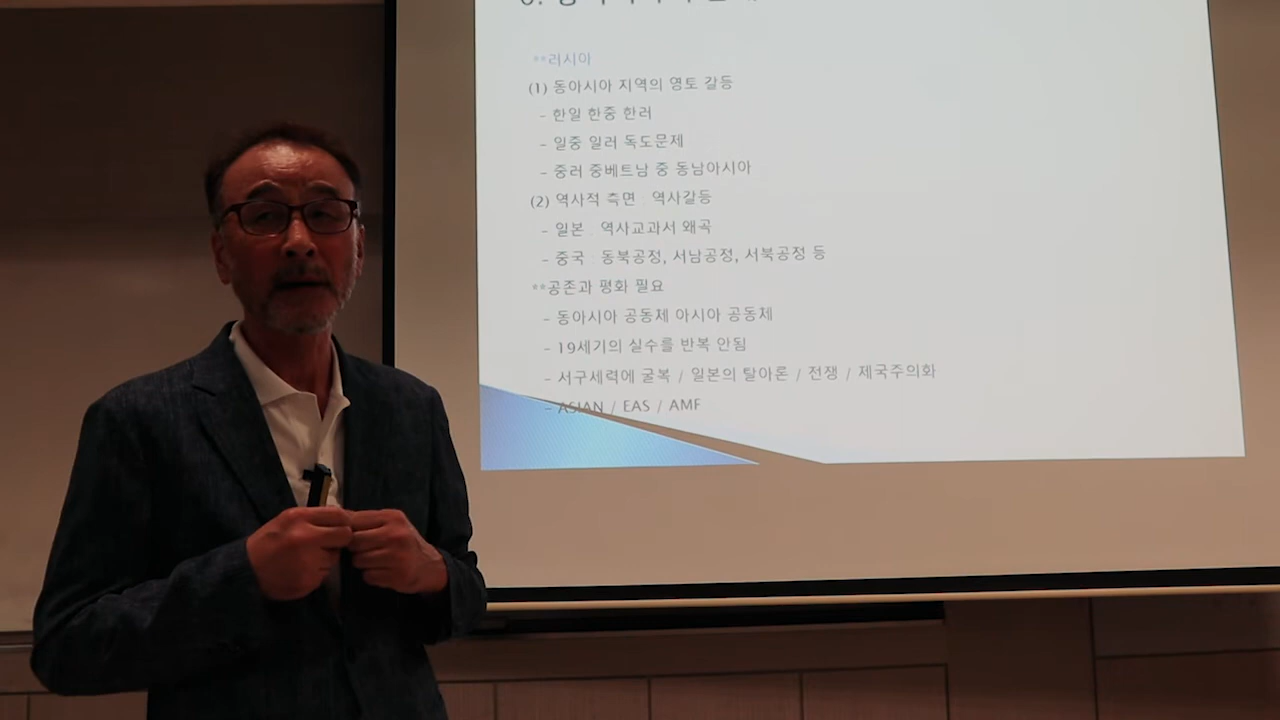 **러시아
(1) 동아시아 지역의 영토 갈등
- 한일 한중 한러
- 일중 일러 독도문제
- 중러 중베트남 중 동남아시아
(2) 역사적 측면 : 역사갈등
- 일본 : 역사교과서 왜곡
- 중국 : 동북공정, 서남공정, 서북공정 등
**공존과 평화 필요
- 동아시아 공동체 아시아 공동체
- 19세기의 실수를 반복 안됨
- 서구세력에 굴복 / 일본의 탈아론 / 전쟁 / 제국주의화
- ASIAN / EAS / AMF